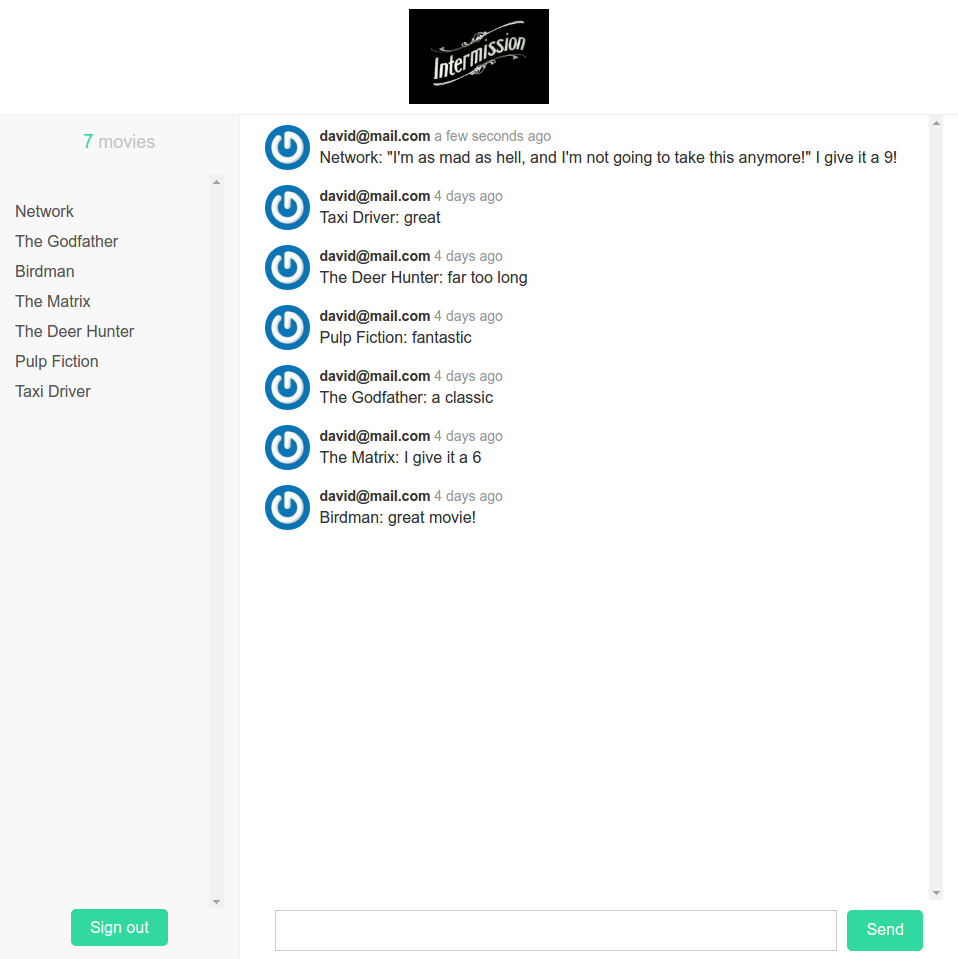 Intermission
7 movies
Network
The Godfather
Birdman
The Matrix
The Deer Hunter
Pulp Fiction
Taxi Driver
Sign out
david@mail.com a few seconds ago
Network: "I'm as mad as hell, and I'm not going to take this anymore!" I give it a 9!
david@mail.com 4 days ago
Taxi Driver: great
david@mail.com 4 days ago
The Deer Hunter: far too long
david@mail.com 4 days ago
Pulp Fiction: fantastic
david@mail.com 4 days ago
The Godfather: a classic
david@mail.com 4 days ago
The Matrix: I give it a 6
david@mail.com 4 days ago
Birdman: great movie!
Send